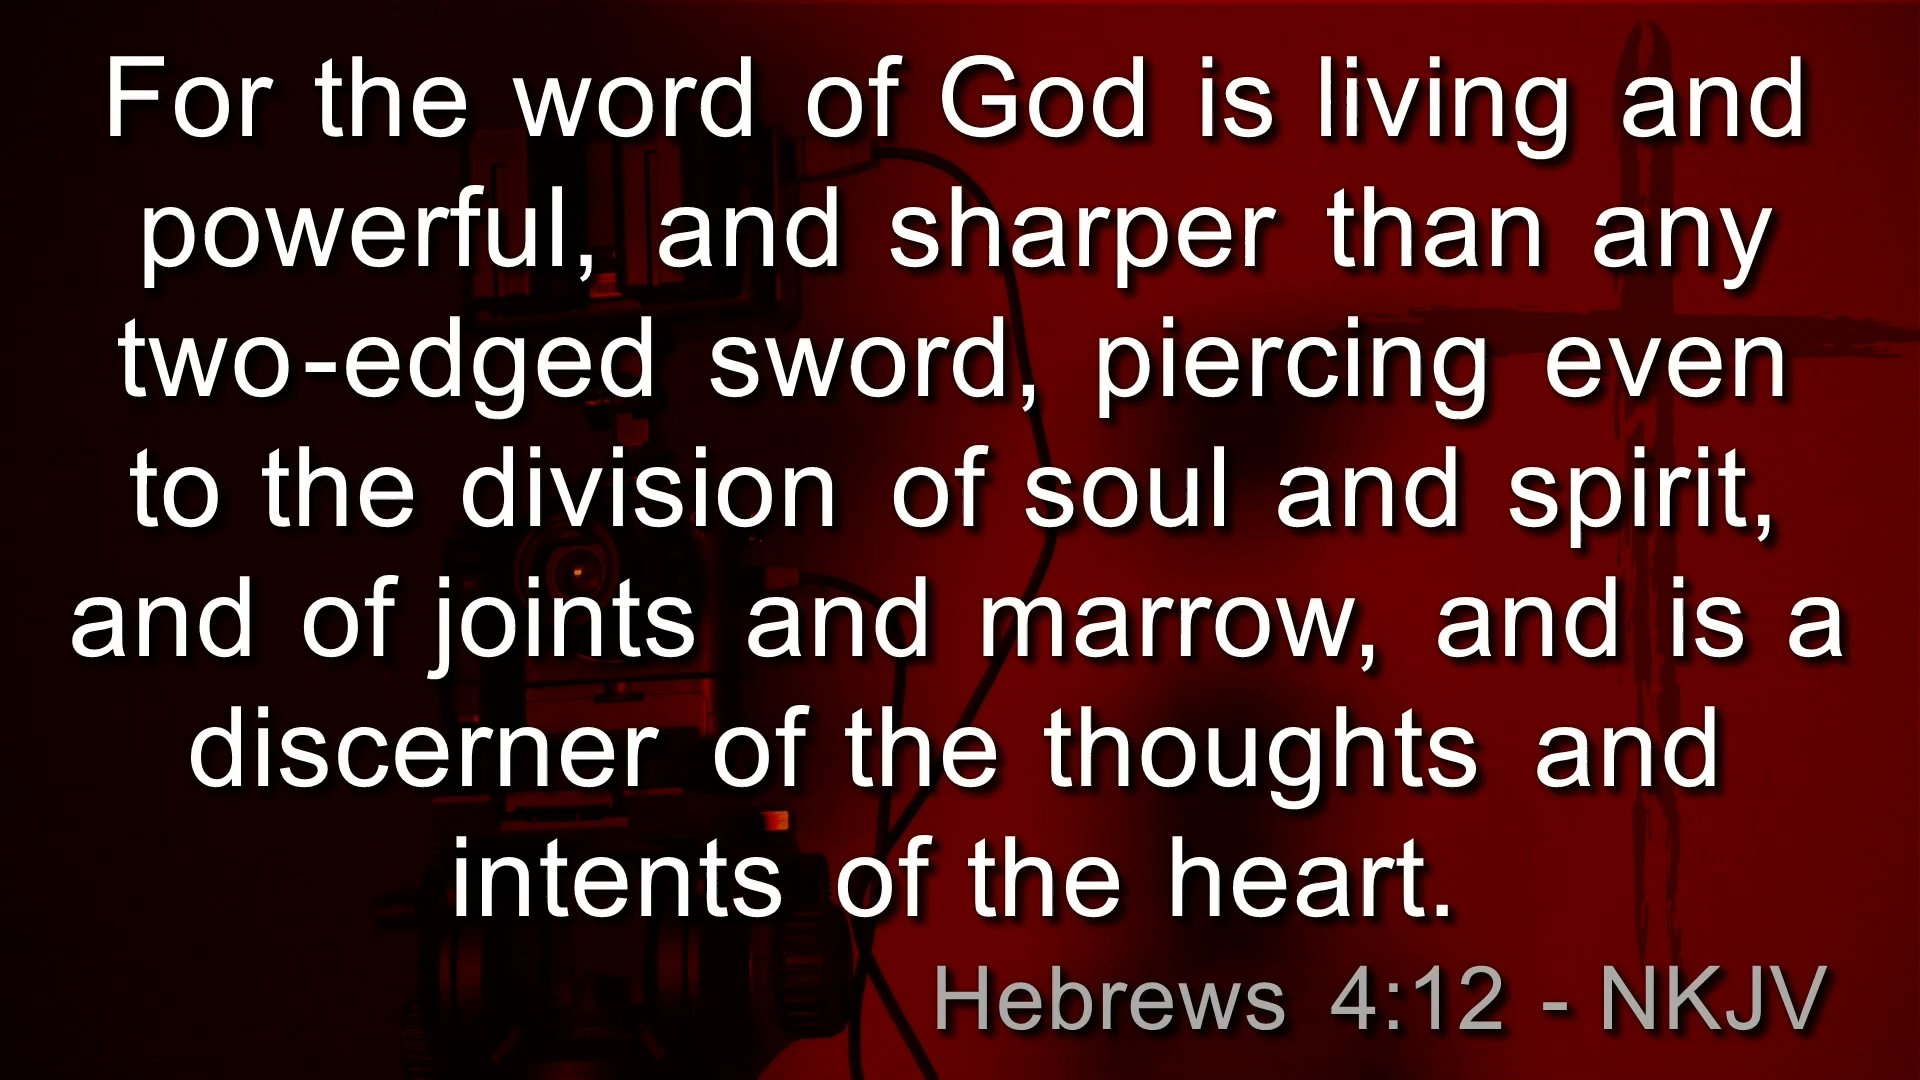 For the word of God is living and
powerful, and sharper than any
two-edged sword, piercing even
to the division of soul and spirit,
and of joints and marrow, and is a
discerner of the thoughts and
intents of the heart.
Hebrews 4:12 - NKJV